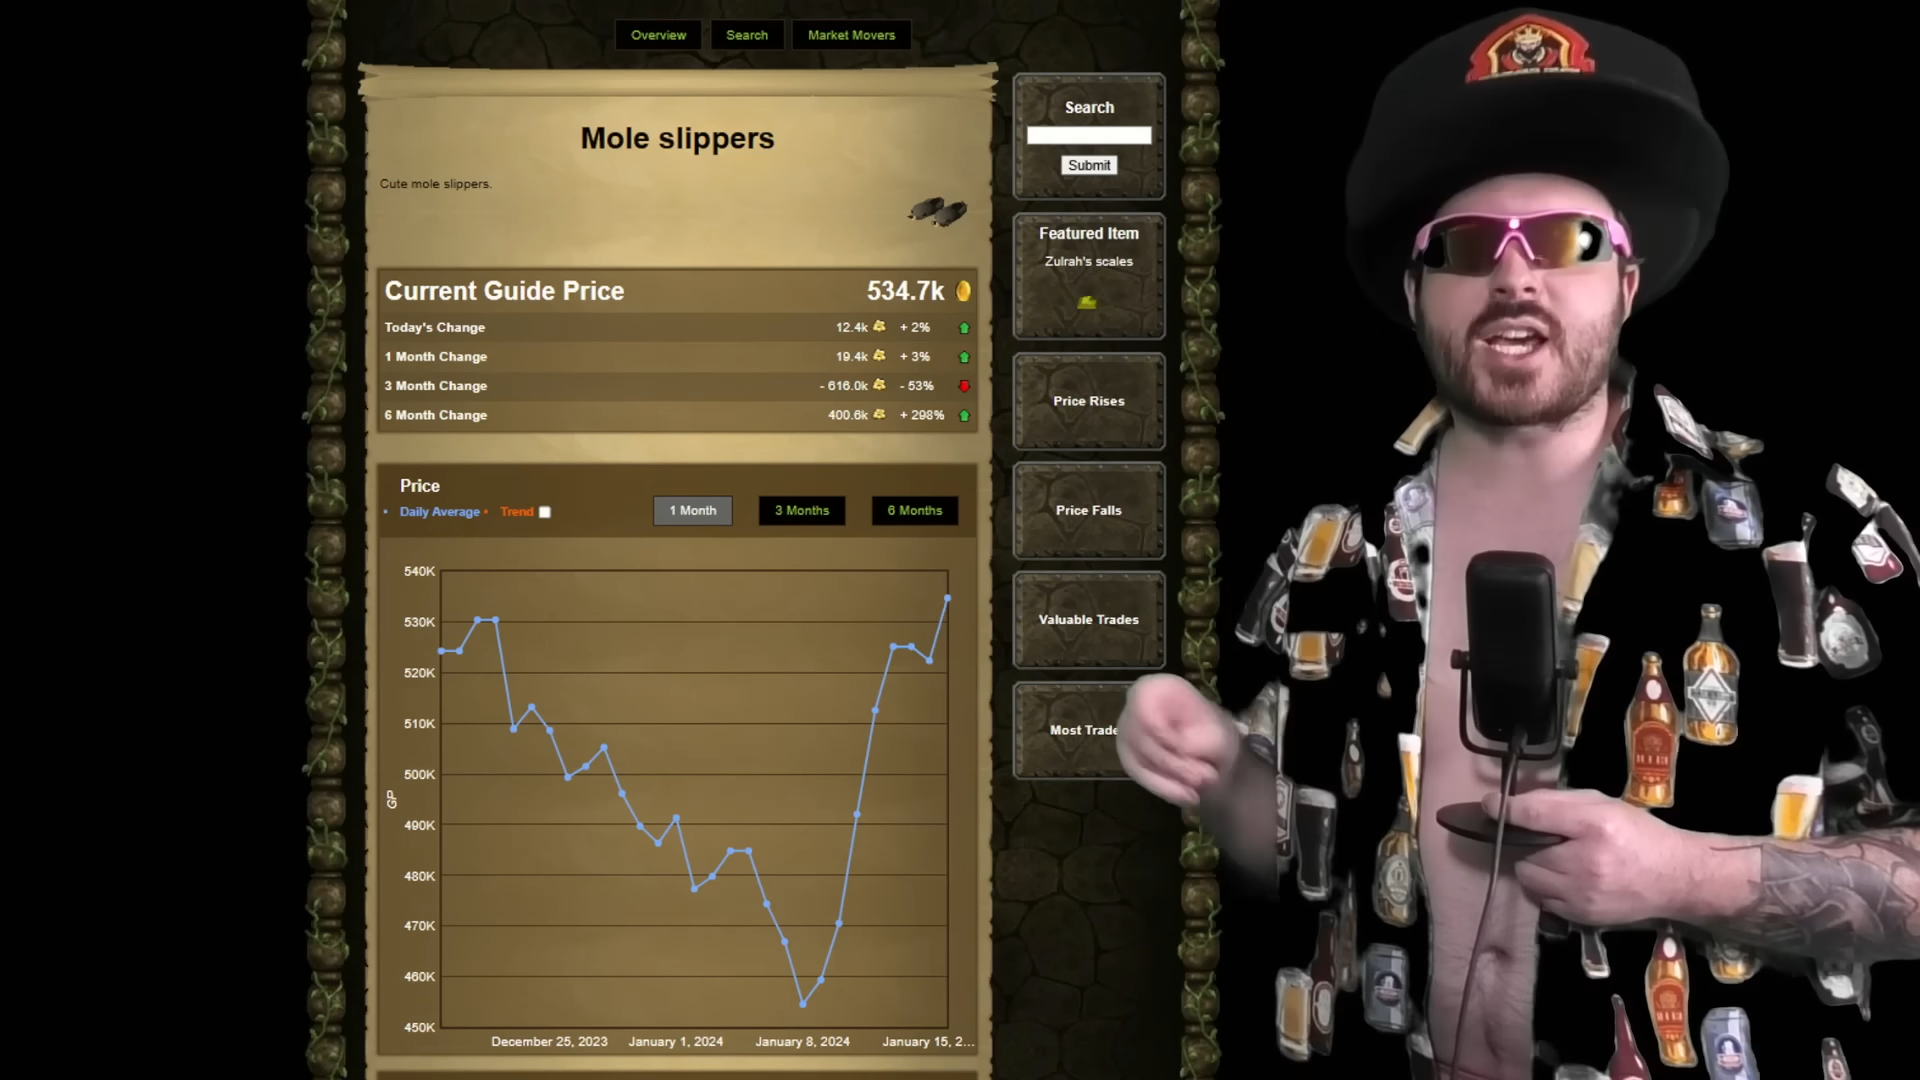 Overview Search Market Movers
Mole slippers
Cute mole slippers.
Current Guide Price 534.7k
Today's Change 12.4k + 2%
1 Month Change 19.4k + 3%
3 Month Change - 616.0k - 53%
6 Month Change 400.6k + 298%
Price
Daily Average Trend 1 Month 3 Months 6 Months
540K
530K
520K
510K
500K
490K
480K
470K
460K
450K
GP
December 25, 2023 January 1, 2024 January 8, 2024 January 15, 2...
Search
Submit
Featured Item
Zulrah's scales
Price Rises
Price Falls
Valuable Trades
Most Trade
BEER